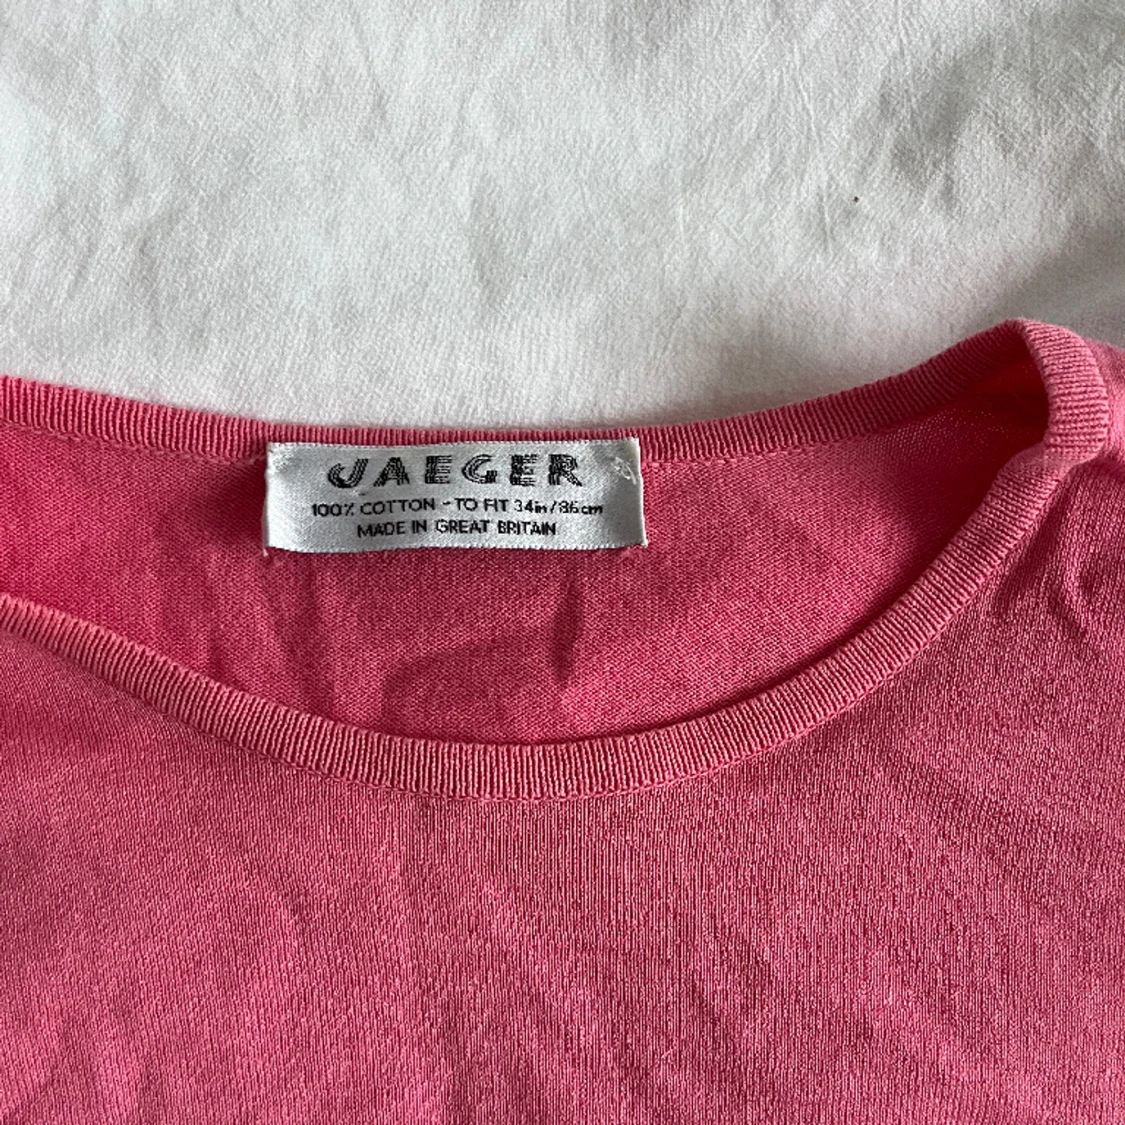 JAEGER
100% COTTON - TO FIT 34in/86cm
MADE IN GREAT BRITAIN